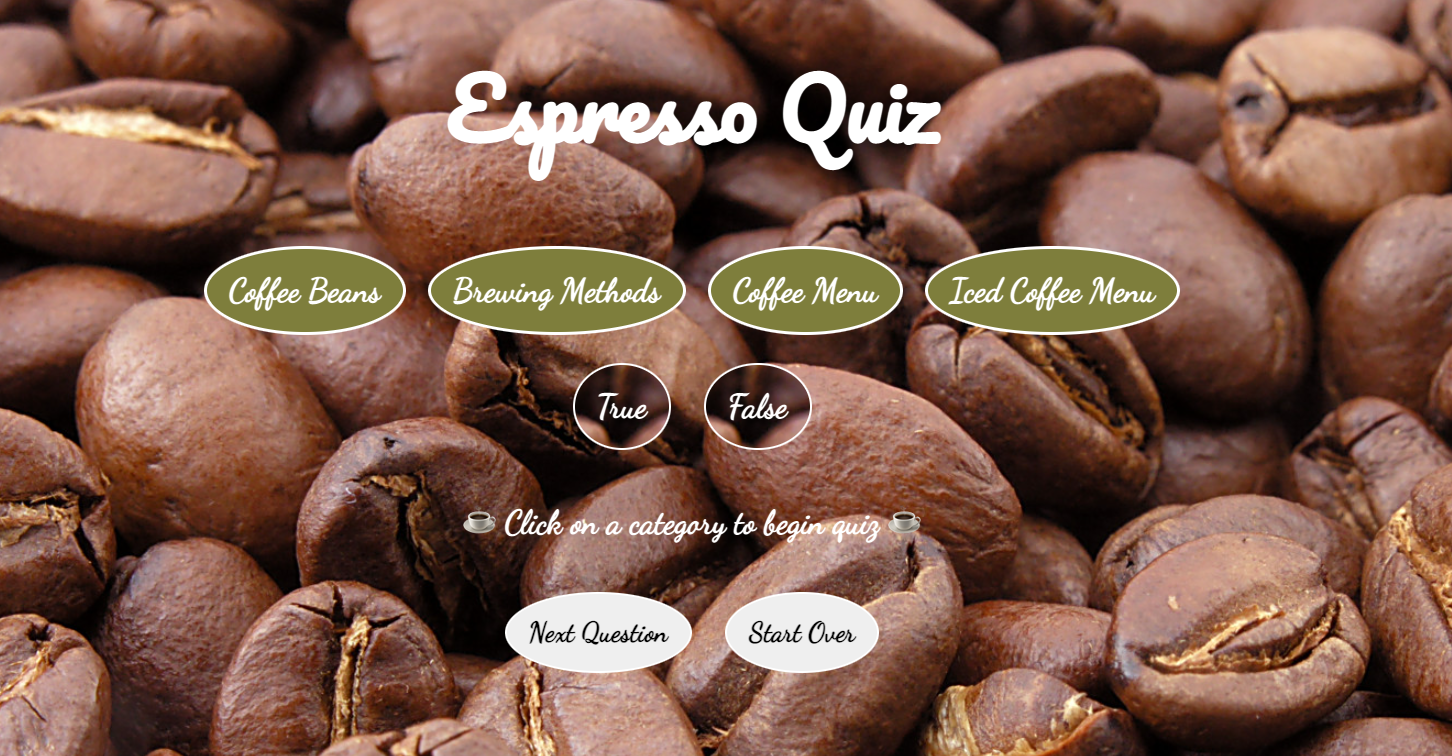 Espresso Quiz
Coffee Beans Brewing Methods Coffee Menu Iced Coffee Menu
True False
☕ Click on a category to begin quiz ☕
Next Question Start Over